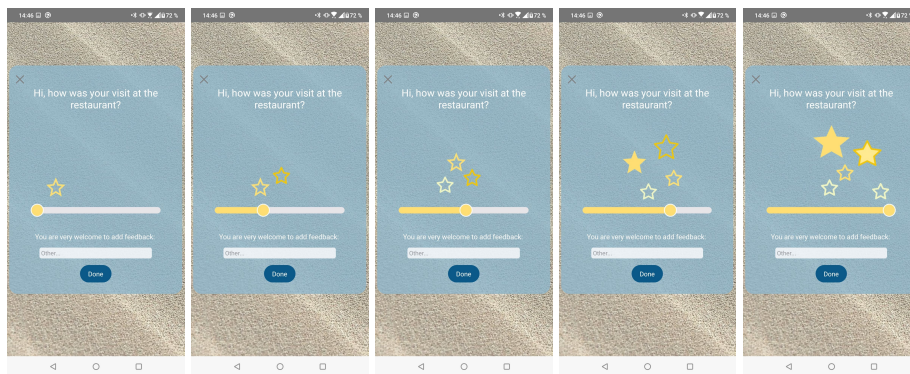 14:46
72 %
Hi, how was your visit at the
restaurant?
You are very welcome to add feedback:
Other...
Done
14:46
72 %
Hi, how was your visit at the
restaurant?
You are very welcome to add feedback:
Other...
Done
14:46
72 %
Hi, how was your visit at the
restaurant?
You are very welcome to add feedback:
Other...
Done
14:46
72 %
Hi, how was your visit at the
restaurant?
You are very welcome to add feedback:
Other...
Done
14:46
72 %
Hi, how was your visit at the
restaurant?
You are very welcome to add feedback:
Other...
Done